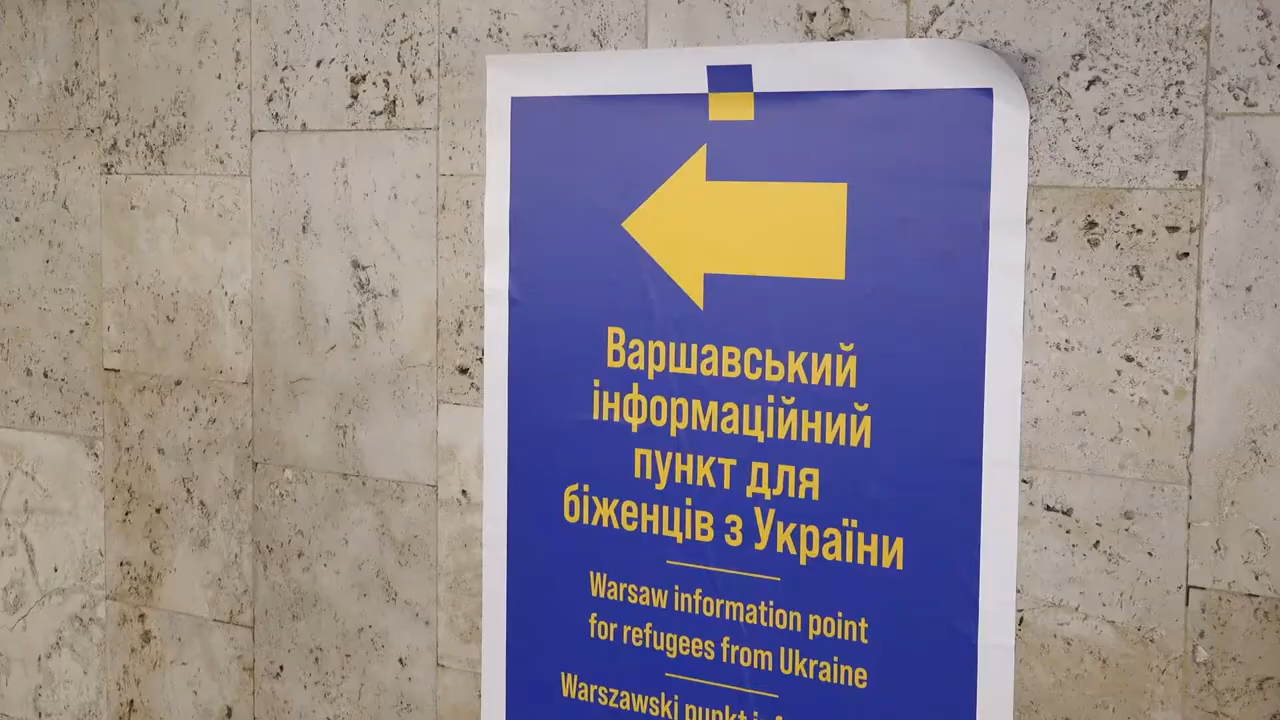 Варшавський
інформаційний
пункт для
біженців з України
Warsaw information point
for refugees from Ukraine
Warszawski punkt